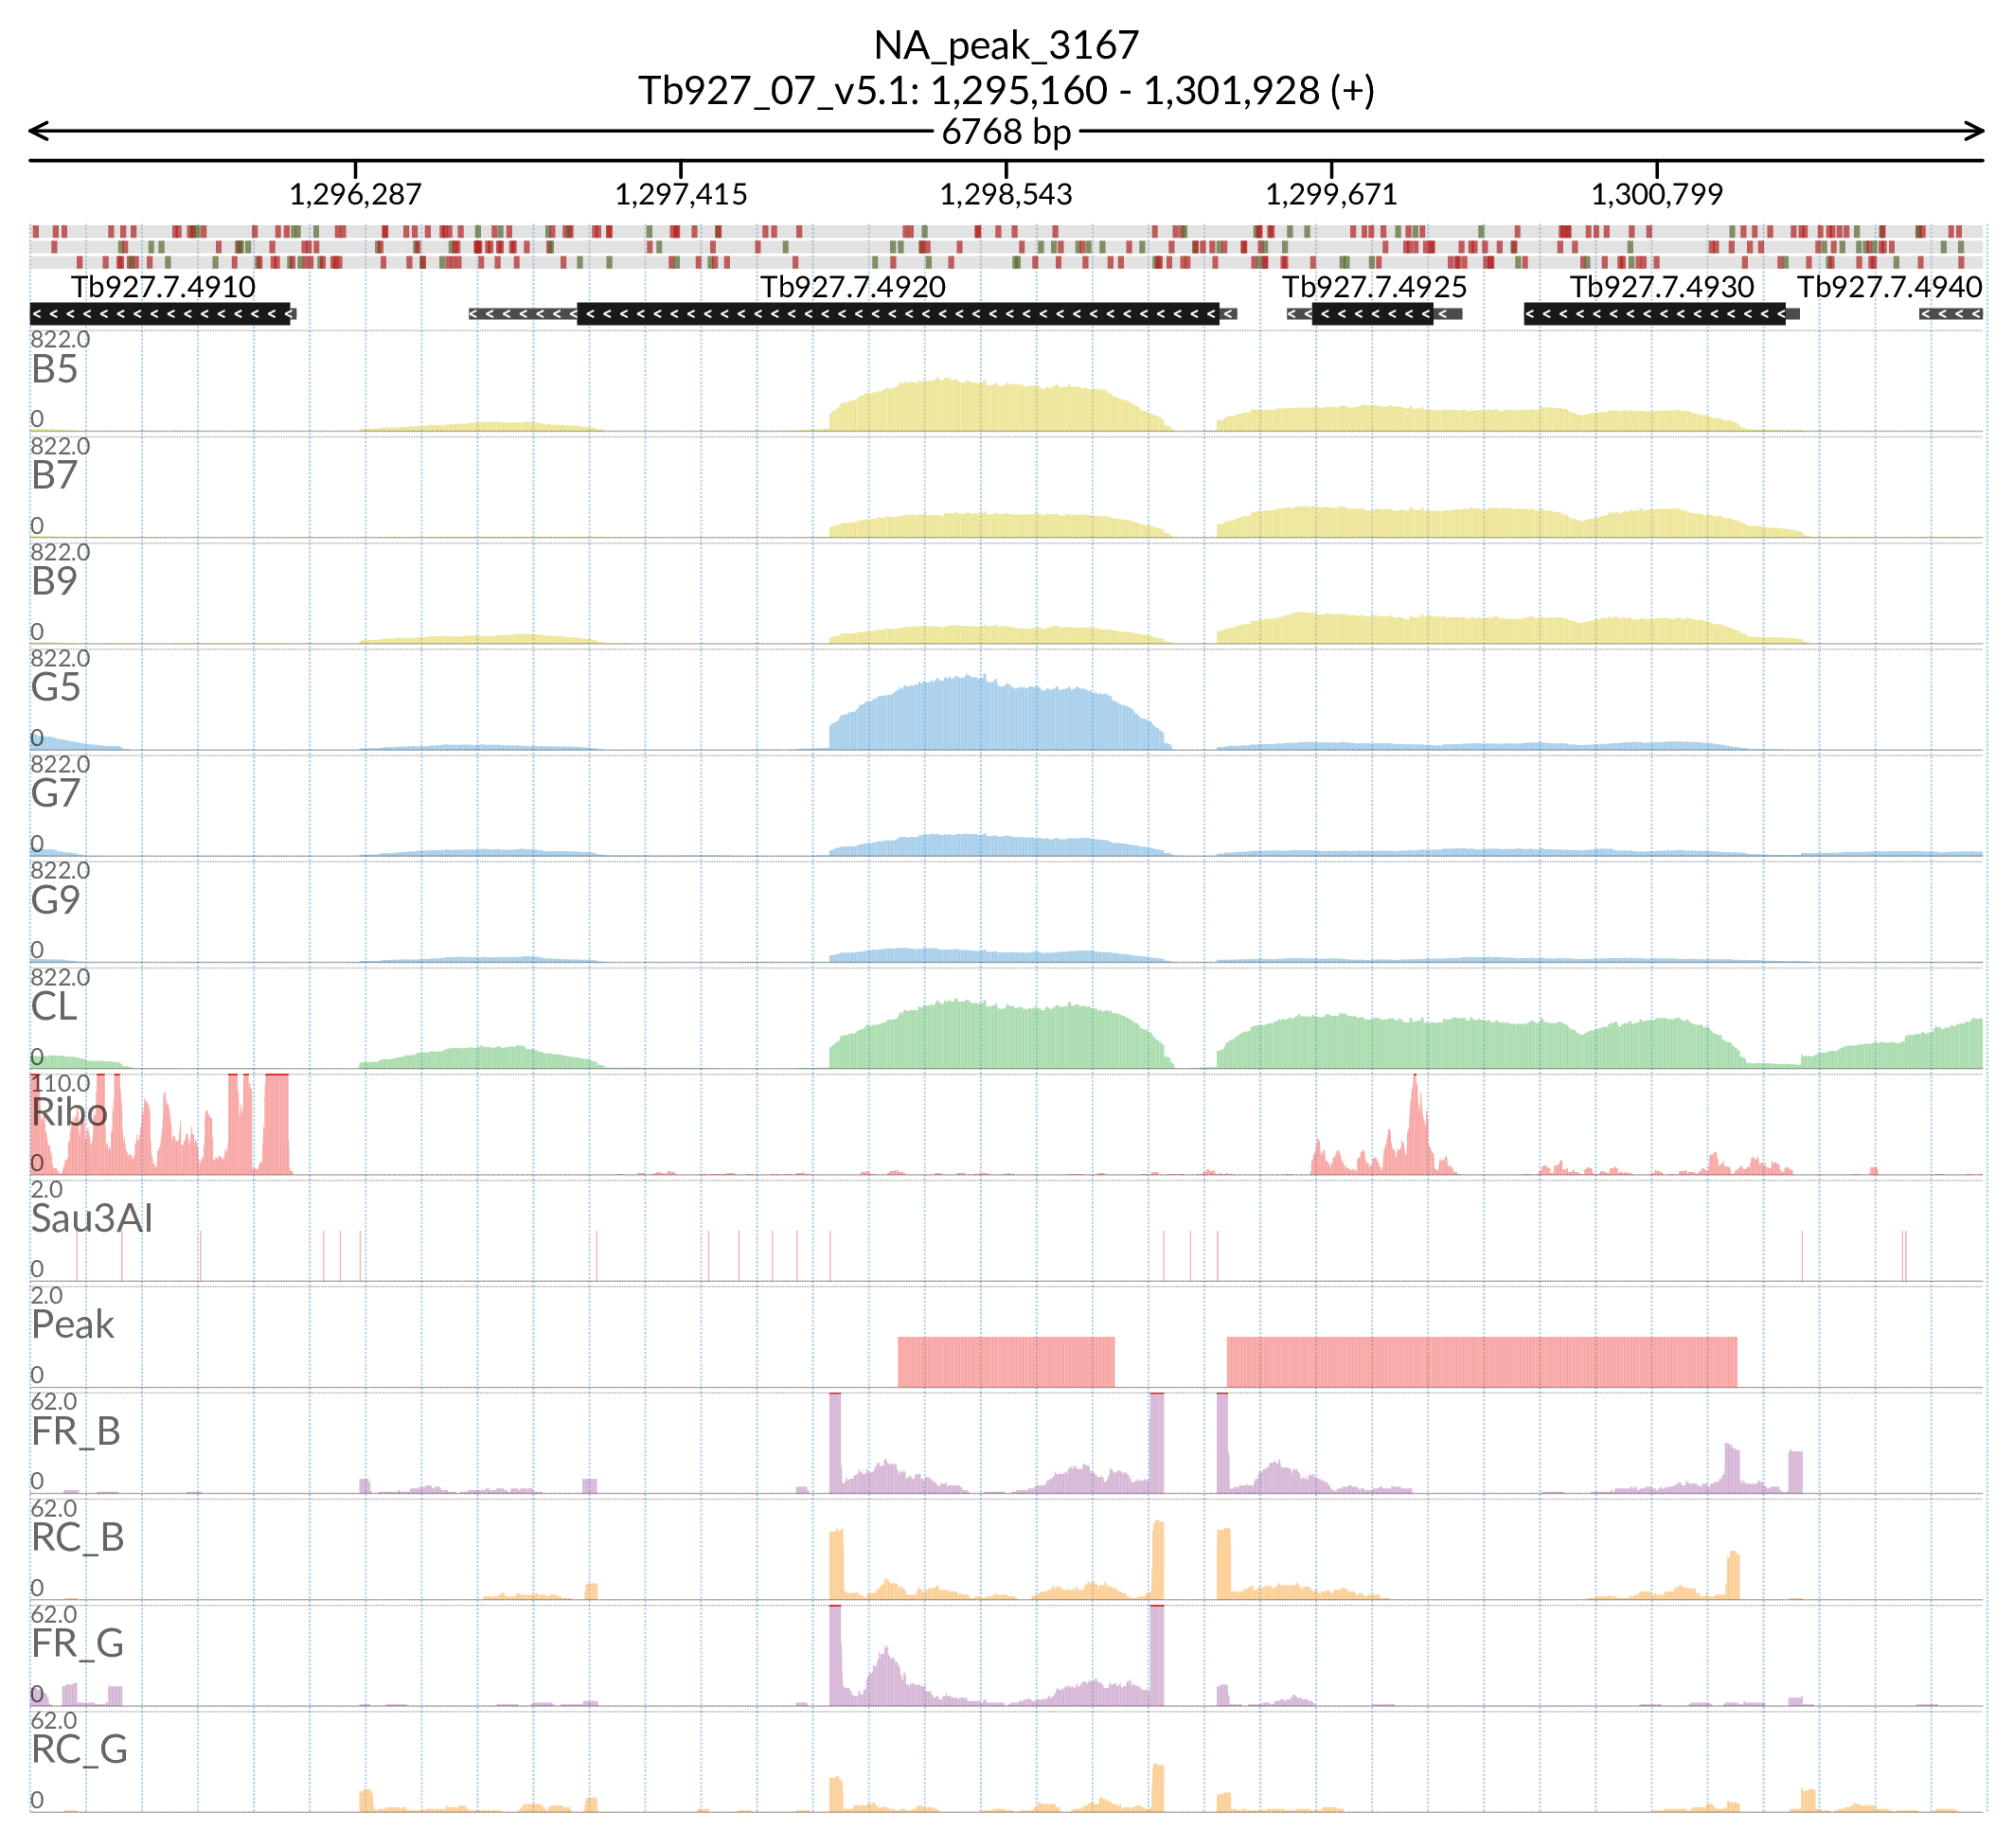 NA_peak_3167
Tb927_07_v5.1: 1,295,160 - 1,301,928 (+)
6768 bp
1,296,287 1,297,415 1,298,543 1,299,671 1,300,799
Tb927.7.4910 Tb927.7.4920 Tb927.7.4925 Tb927.7.4930 Tb927.7.4940
822.0
B5
0
822.0
B7
0
822.0
B9
0
822.0
G5
0
822.0
G7
0
822.0
G9
0
822.0
CL
0
110.0
Ribo
0
2.0
Sau3AI
0
2.0
Peak
0
62.0
FR_B
0
62.0
RC_B
0
62.0
FR_G
0
62.0
RC_G
0